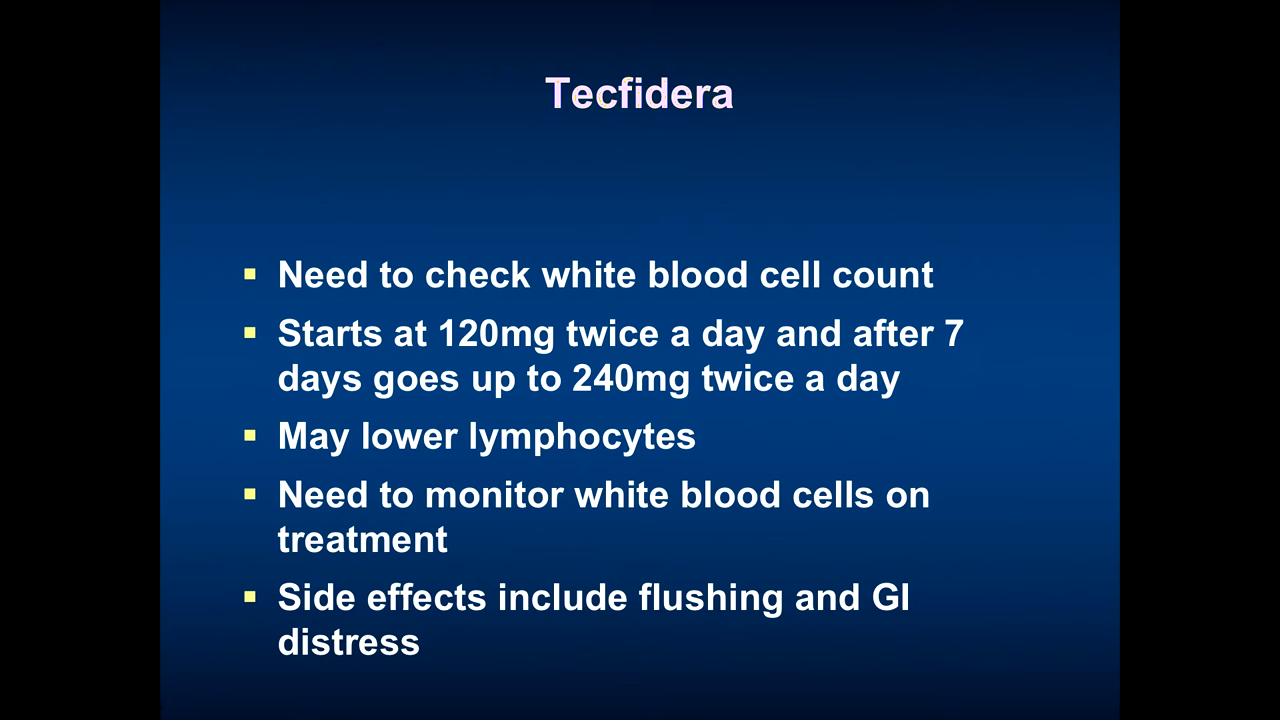 Tecfidera
▪ Need to check white blood cell count
▪ Starts at 120mg twice a day and after 7
days goes up to 240mg twice a day
▪ May lower lymphocytes
▪ Need to monitor white blood cells on
treatment
▪ Side effects include flushing and GI
distress